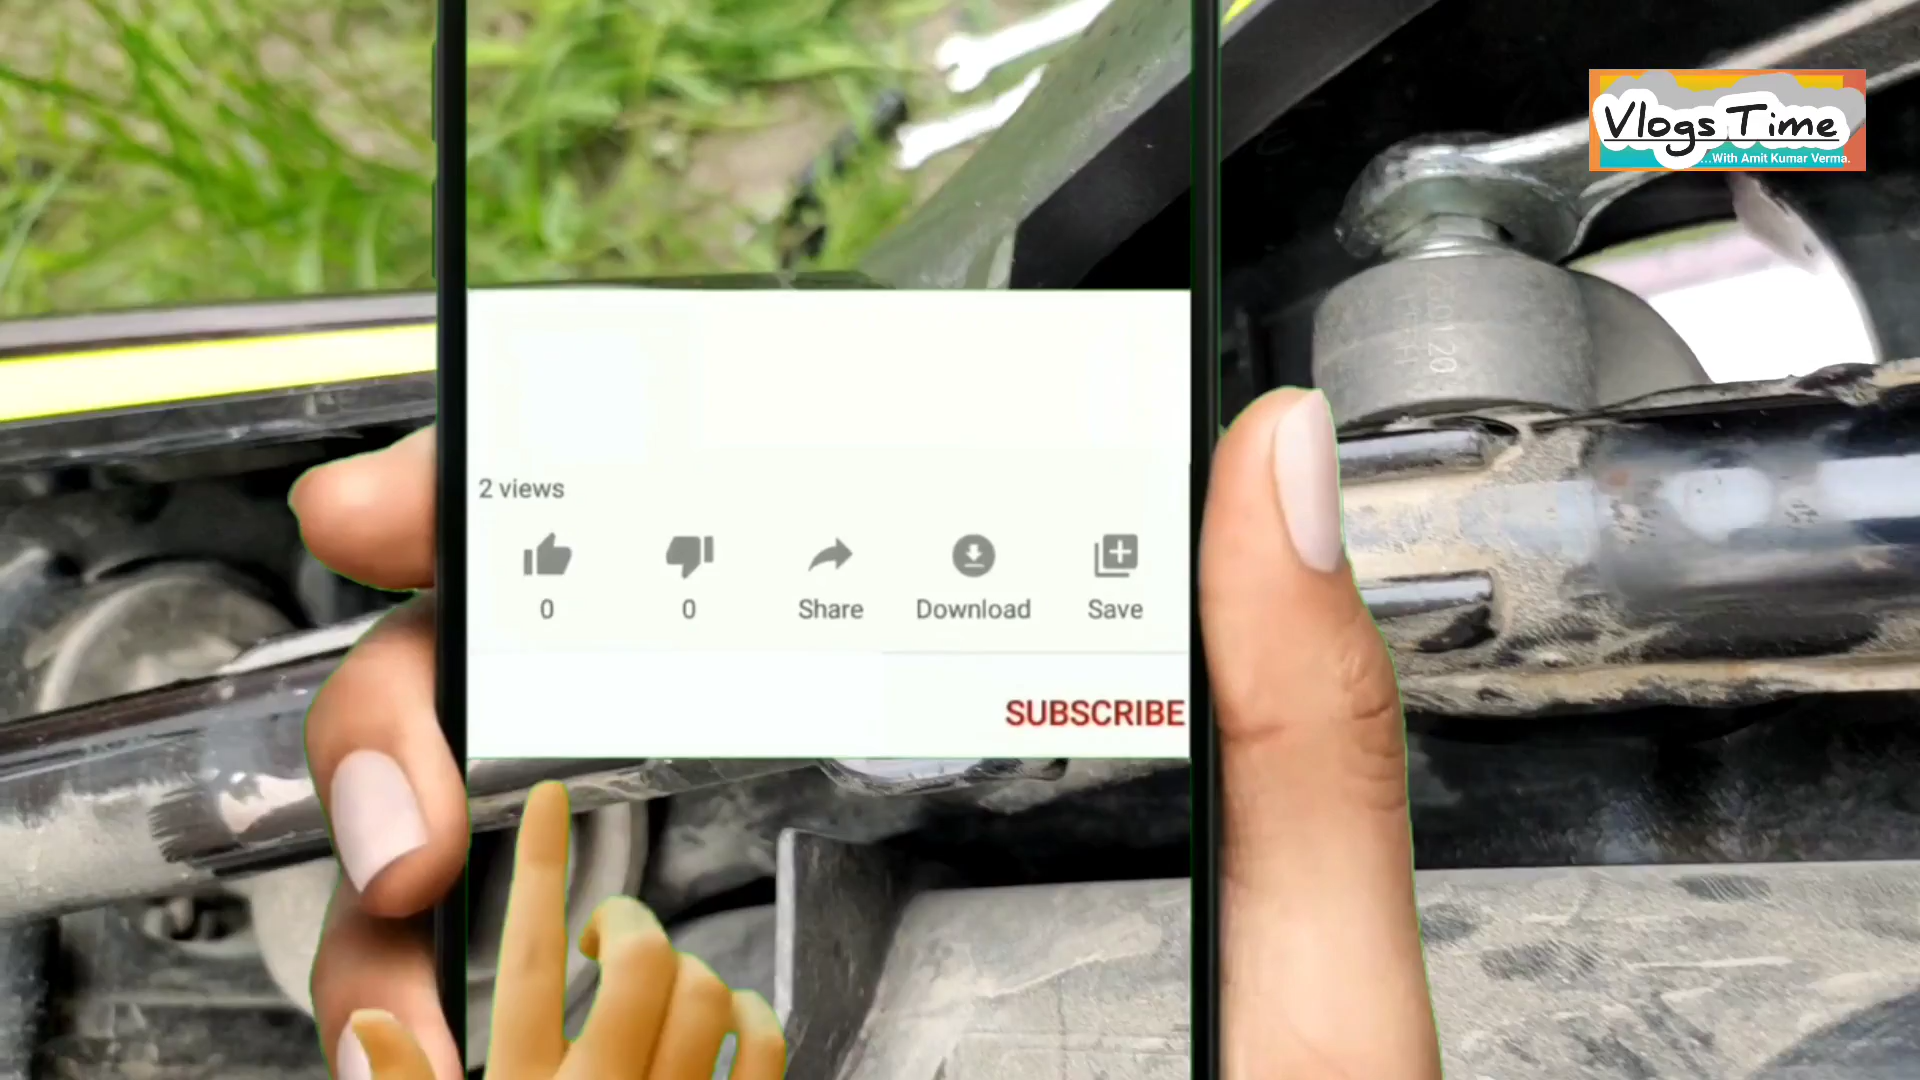 Vlogs Time
...With Amit Kumar Verma.
2 views
0 0 Share Download Save
SUBSCRIBE